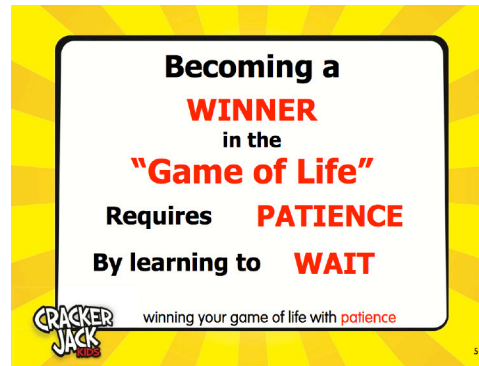 Becoming a
WINNER
in the
“Game of Life”
Requires PATIENCE
By learning to WAIT
winning your game of life with patience
CRACKER
JACK
KIDS
5